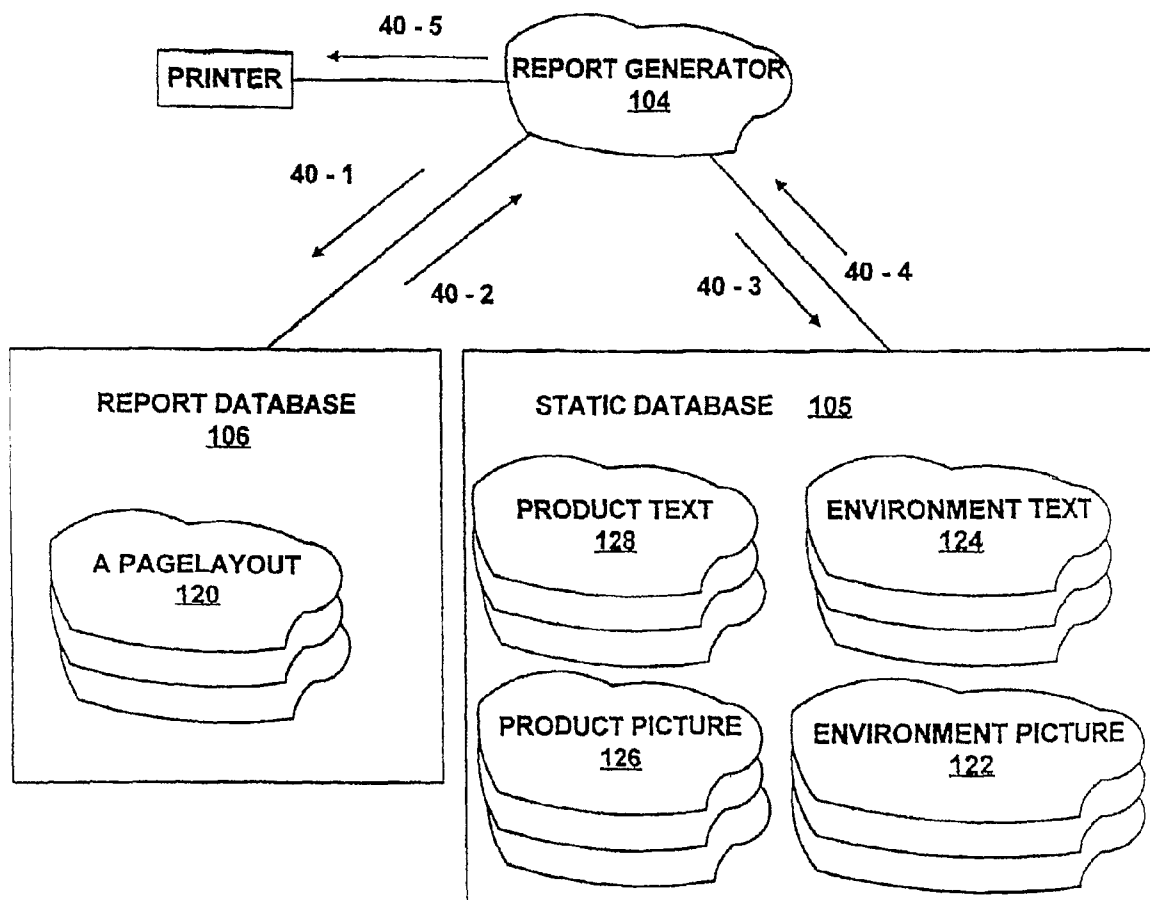 40 - 5
PRINTER
REPORT GENERATOR
104
40 - 1
40 - 2
40 - 3
40 - 4
REPORT DATABASE
106
A PAGELAYOUT
120
STATIC DATABASE 105
PRODUCT TEXT
128
ENVIRONMENT TEXT
124
PRODUCT PICTURE
126
ENVIRONMENT PICTURE
122